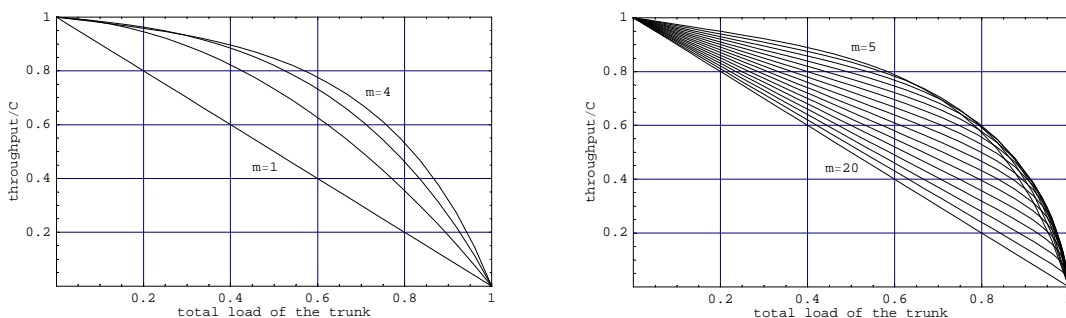 1
0.8
0.6
0.4
0.2
throughput/C
m=4
m=1
0.2 0.4 0.6 0.8 1
total load of the trunk
1
0.8
0.6
0.4
0.2
throughput/C
m=5
m=20
0.2 0.4 0.6 0.8 1
total load of the trunk